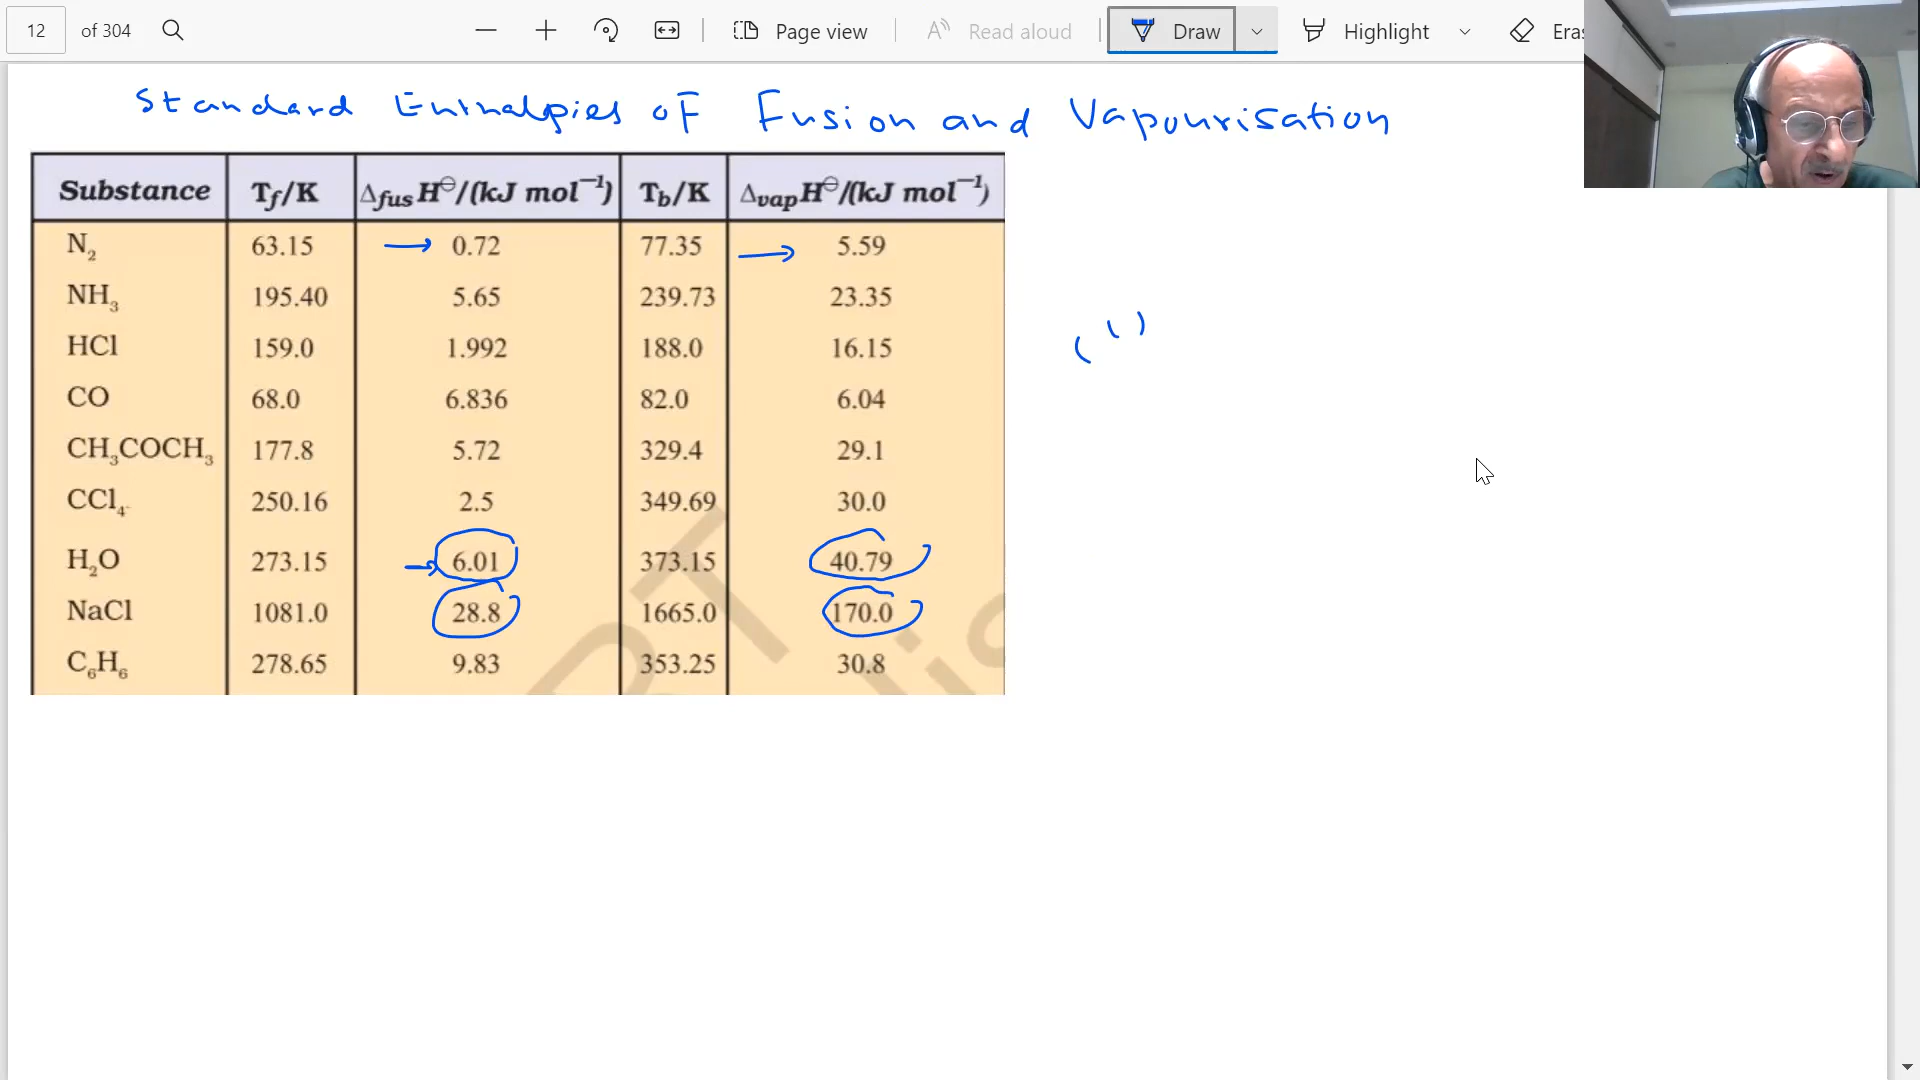 12 of 304 Page view Read aloud Draw Highlight Eras
Standard Enthalpies of Fusion and Vapourisation
Substance T_f/K Δ_fus H^⊖/(kJ mol⁻¹) T_b/K Δ_vap H^⊖/(kJ mol⁻¹)
N₂ 63.15 → 0.72 77.35 → 5.59
NH₃ 195.40 5.65 239.73 23.35
HCl 159.0 1.992 188.0 16.15
CO 68.0 6.836 82.0 6.04
CH₃COCH₃ 177.8 5.72 329.4 29.1
CCl₄ 250.16 2.5 349.69 30.0
H₂O 273.15 → 6.01 373.15 40.79
NaCl 1081.0 28.8 1665.0 170.0
C₆H₆ 278.65 9.83 353.25 30.8